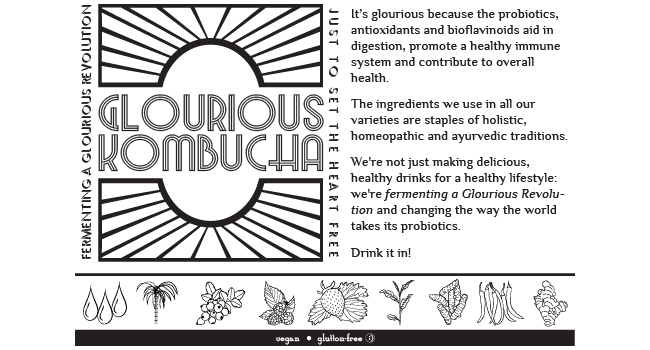 FERMENTING A GLOURIOUS REVOLUTION
GLOURIOUS
KOMBUCHA
JUST TO SET THE HEART FREE
It's glourious because the probiotics,
antioxidants and bioflavinoids aid in
digestion, promote a healthy immune
system and contribute to overall
health.
The ingredients we use in all our
varieties are staples of holistic,
homeopathic and ayurvedic traditions.
We're not just making delicious,
healthy drinks for a healthy lifestyle:
we're fermenting a Glourious Revolu-
tion and changing the way the world
takes its probiotics.
Drink it in!
vegan • glutton-free :)